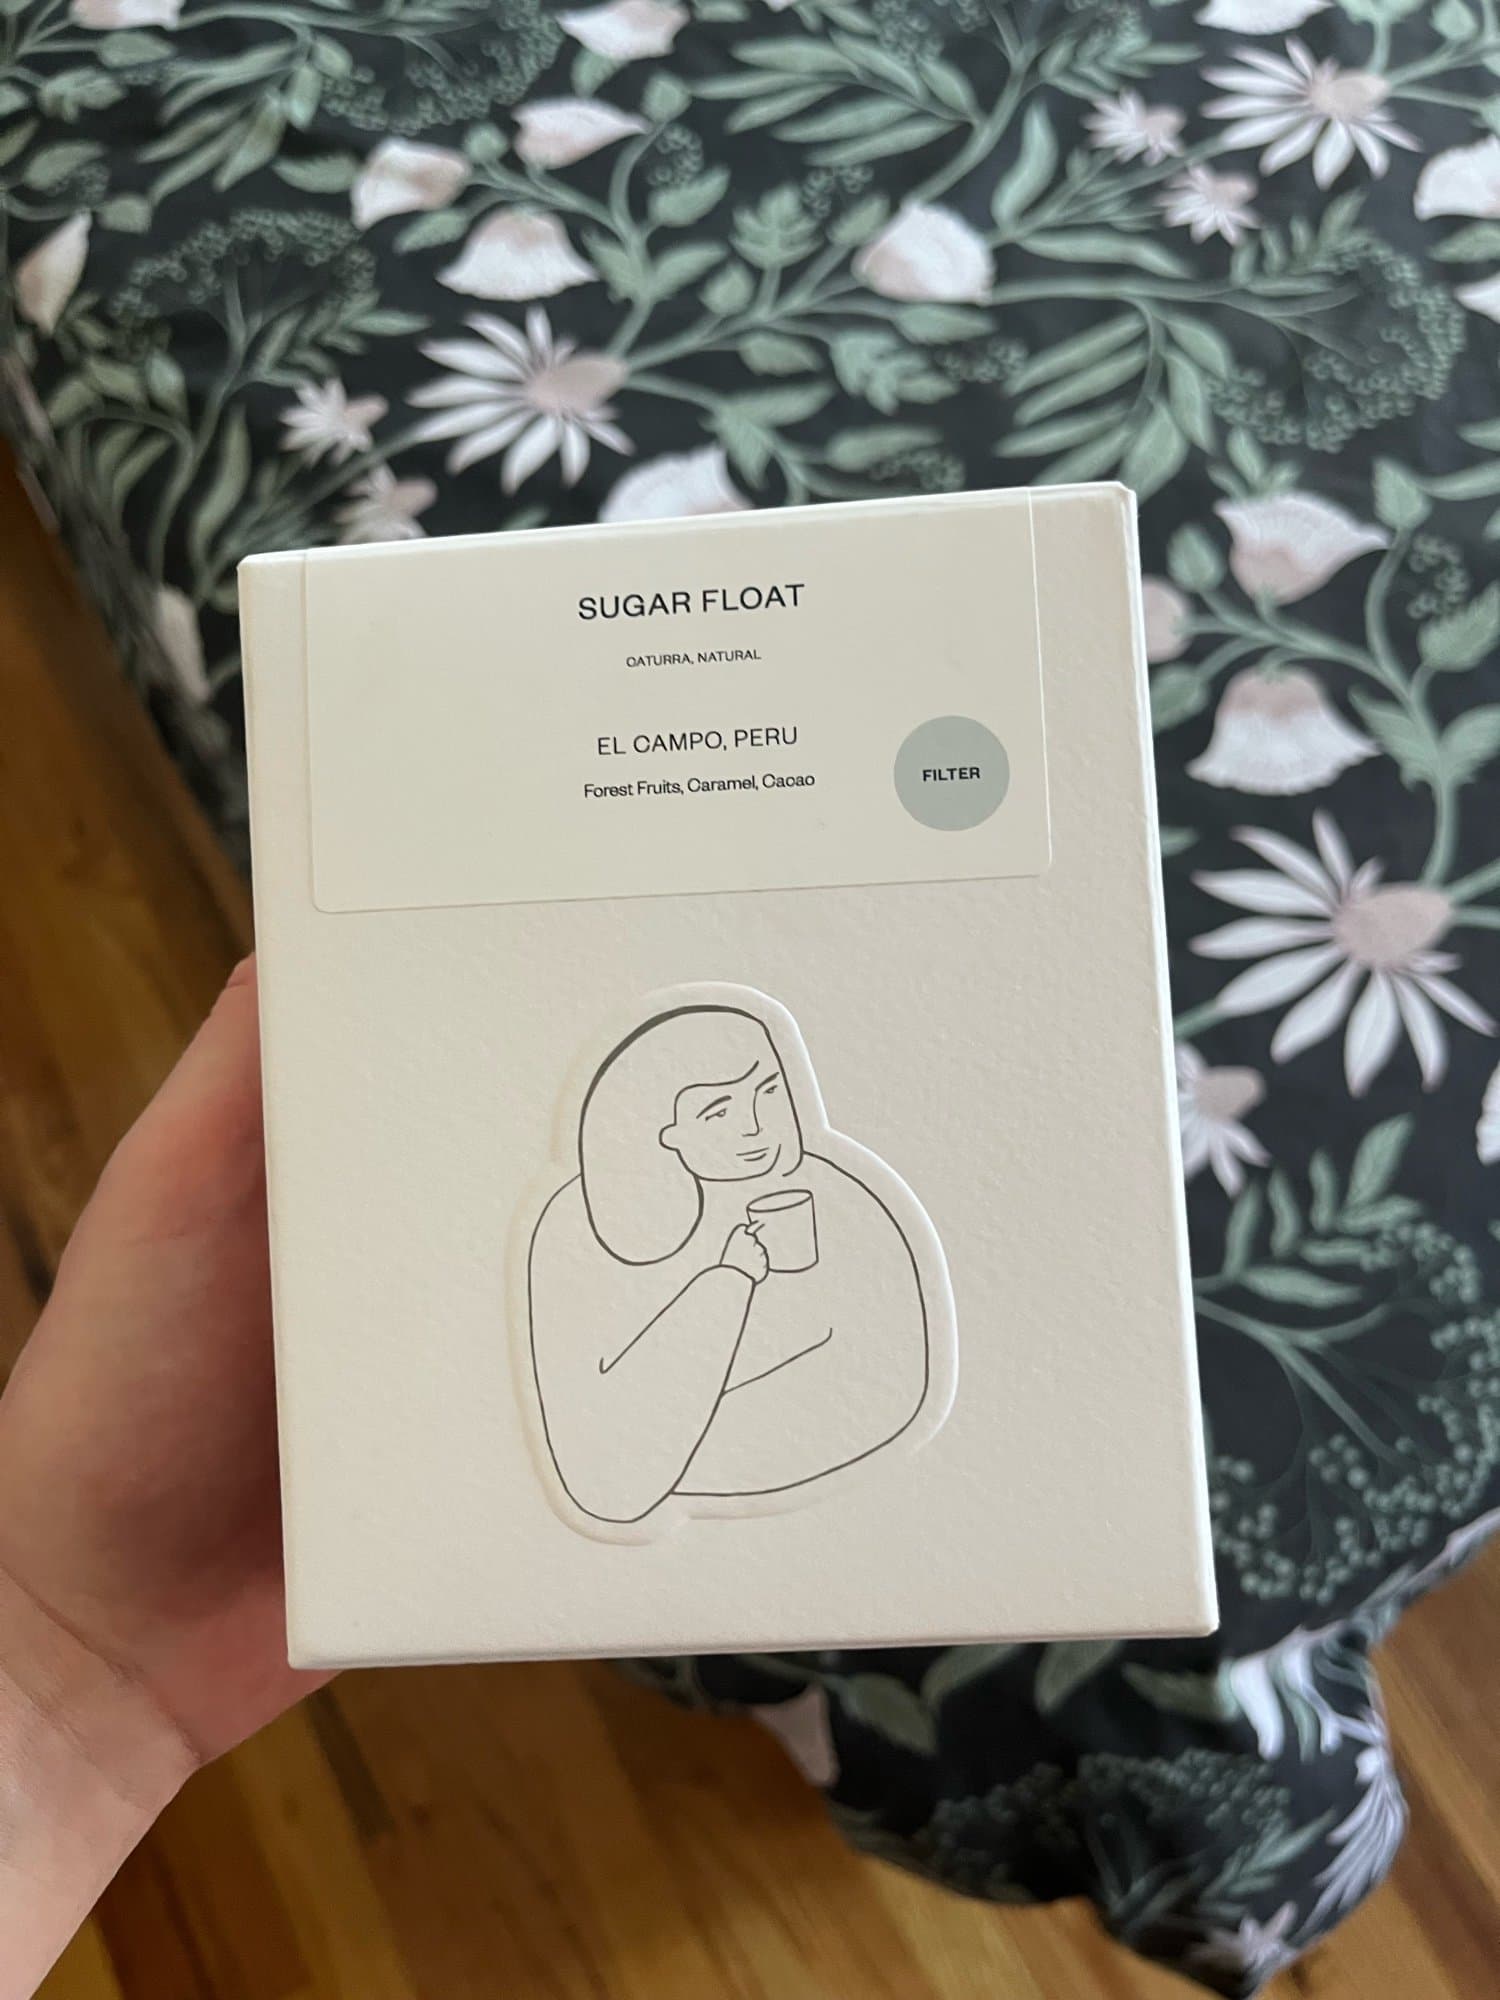 SUGAR FLOAT
CATURRA, NATURAL
EL CAMPO, PERU
Forest Fruits, Caramel, Cacao
FILTER